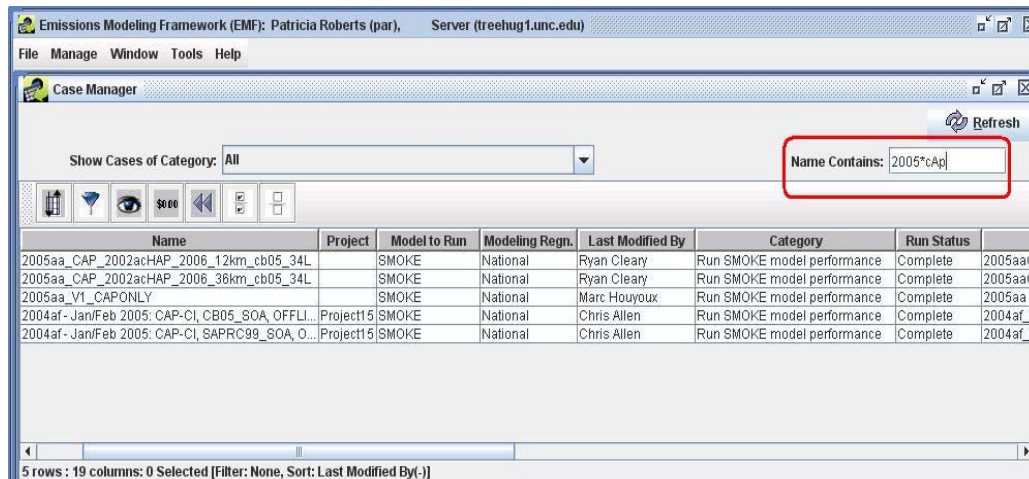 Emissions Modeling Framework (EMF): Patricia Roberts (par), Server (treehug1.unc.edu)
File Manage Window Tools Help
Case Manager
Refresh
Show Cases of Category: All Name Contains: 2005*cAp
$0.00
Name Project Model to Run Modeling Regn. Last Modified By Category Run Status
2005aa_CAP_2002acHAP_2006_12km_cb05_34L SMOKE National Ryan Cleary Run SMOKE model performance Complete 2005aa
2005aa_CAP_2002acHAP_2006_36km_cb05_34L SMOKE National Ryan Cleary Run SMOKE model performance Complete 2005aa
2005aa_V1_CAPONLY SMOKE National Marc Houyoux Run SMOKE model performance Complete 2005aa
2004af - Jan/Feb 2005: CAP-CI, CB05_SOA, OFFLI... Project15 SMOKE National Chris Allen Run SMOKE model performance Complete 2004af_
2004af - Jan/Feb 2005: CAP-CI, SAPRC99_SOA, O... Project15 SMOKE National Chris Allen Run SMOKE model performance Complete 2004af_
5 rows : 19 columns: 0 Selected [Filter: None, Sort: Last Modified By(-)]